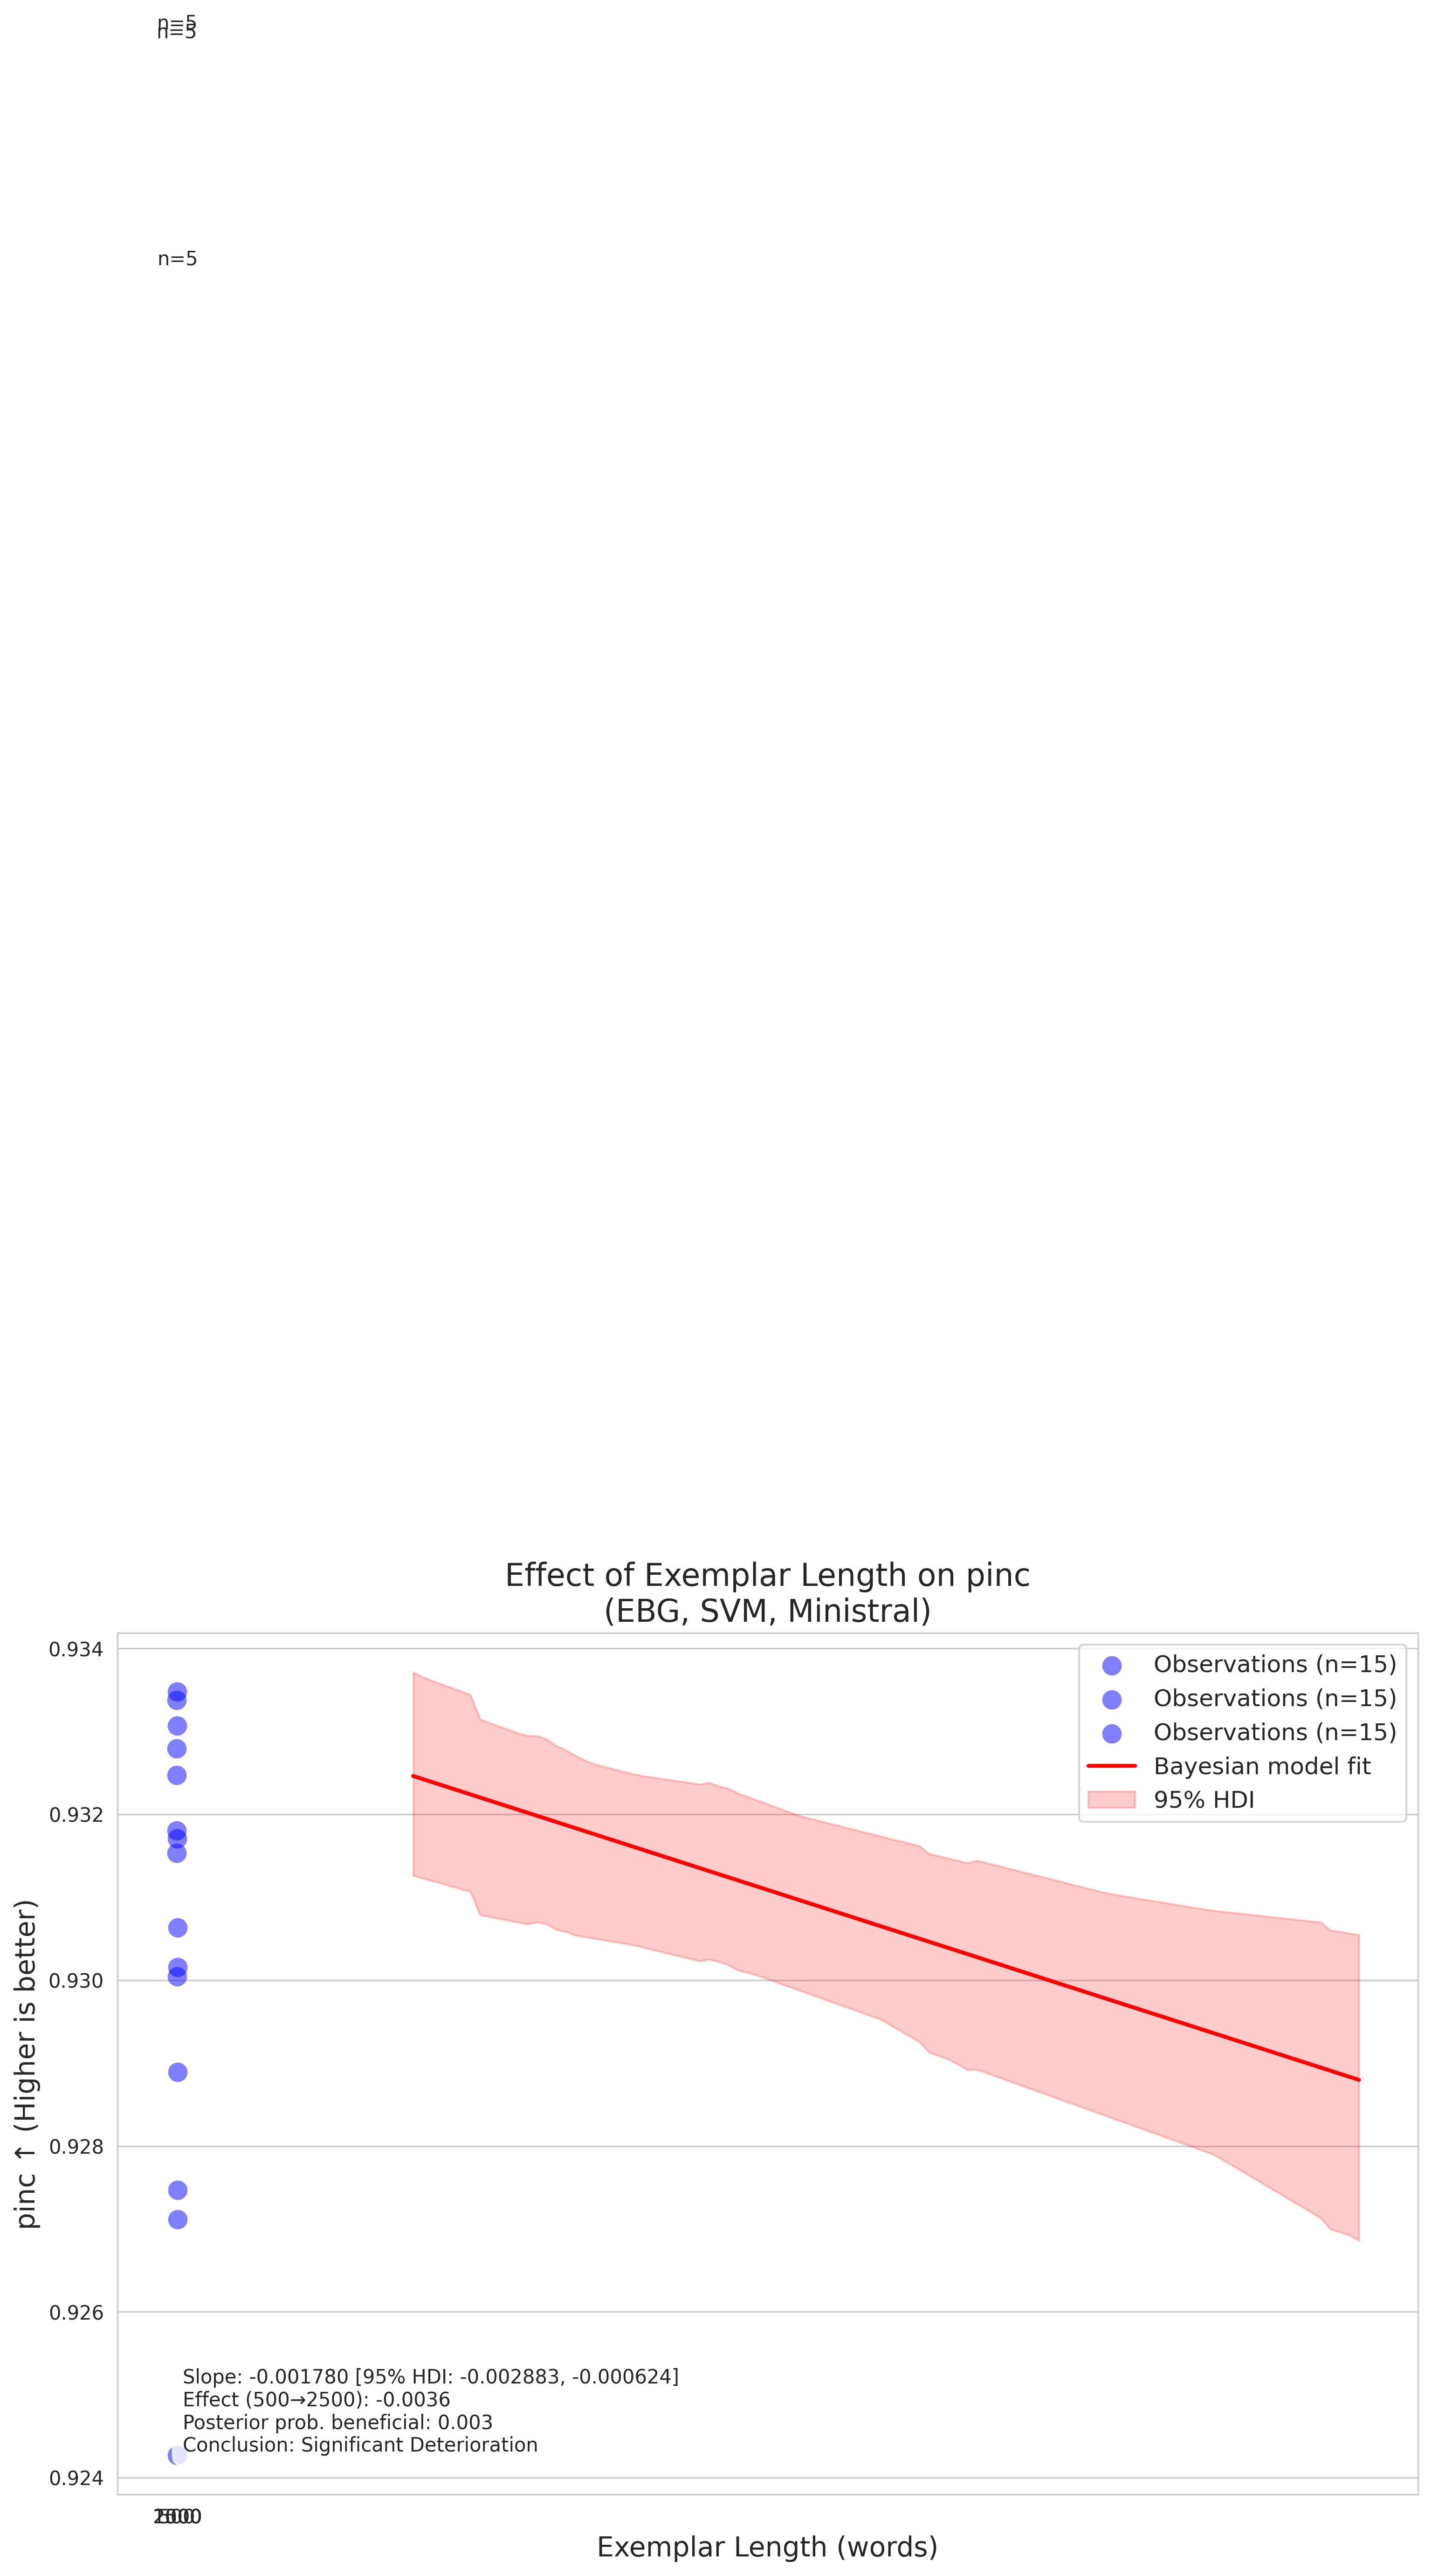 n=5
n=5
n=5
Effect of Exemplar Length on pinc
(EBG, SVM, Ministral)
0.934
0.932
0.930
0.928
0.926
0.924
pinc ↑ (Higher is better)
Observations (n=15)
Observations (n=15)
Observations (n=15)
Bayesian model fit
95% HDI
Slope: -0.001780 [95% HDI: -0.002883, -0.000624]
Effect (500→2500): -0.0036
Posterior prob. beneficial: 0.003
Conclusion: Significant Deterioration
Exemplar Length (words)